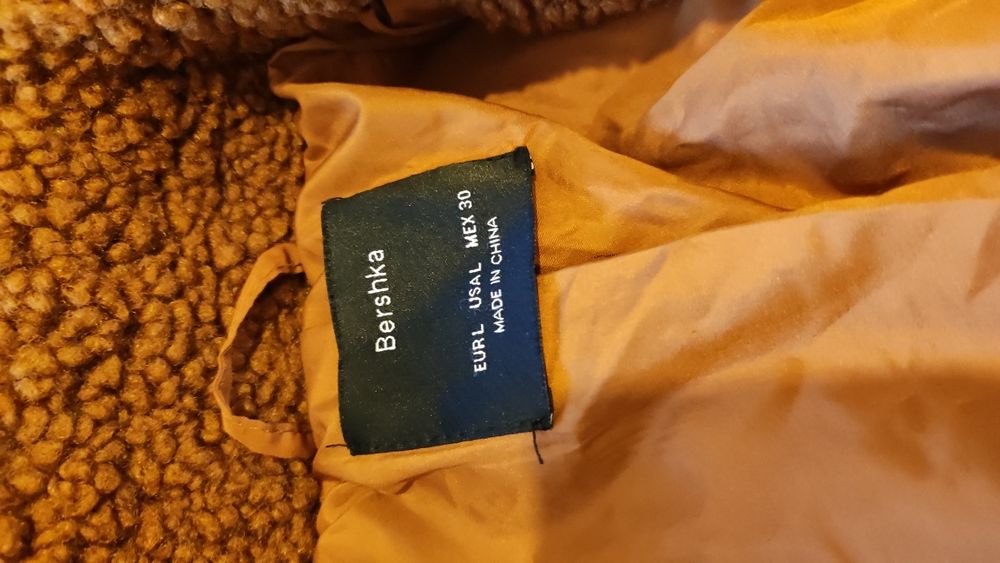 Bershka
EUR L USA L MEX 30
MADE IN CHINA